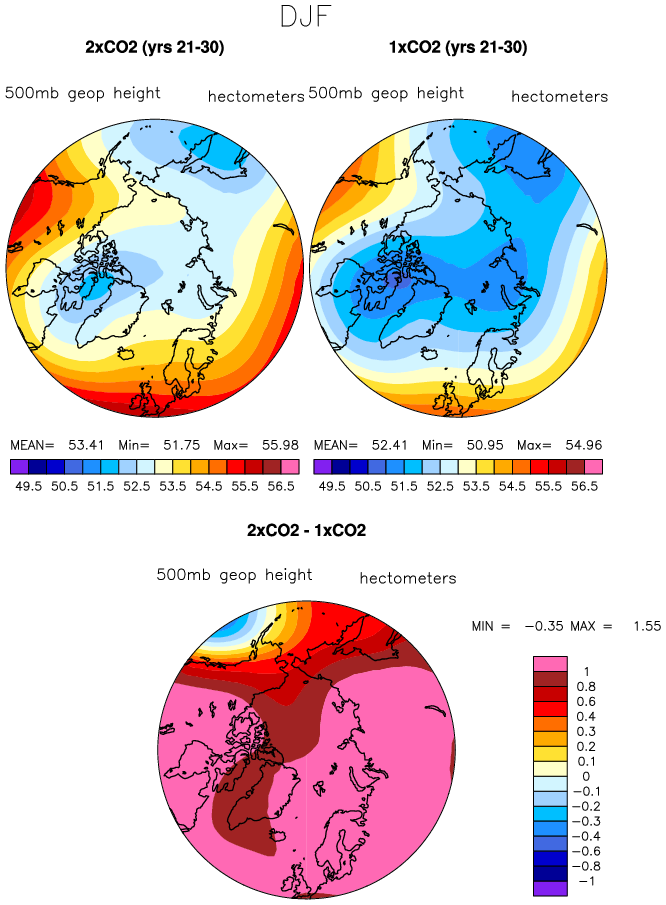 DJF
2xCO2 (yrs 21-30) 1xCO2 (yrs 21-30)
500mb geop height hectometers 500mb geop height hectometers
MEAN= 53.41 Min= 51.75 Max= 55.98 MEAN= 52.41 Min= 50.95 Max= 54.96
49.5 50.5 51.5 52.5 53.5 54.5 55.5 56.5 49.5 50.5 51.5 52.5 53.5 54.5 55.5 56.5
2xCO2 - 1xCO2
500mb geop height hectometers
MIN = -0.35 MAX = 1.55
1
0.8
0.6
0.4
0.3
0.2
0.1
0
-0.1
-0.2
-0.3
-0.4
-0.6
-0.8
-1